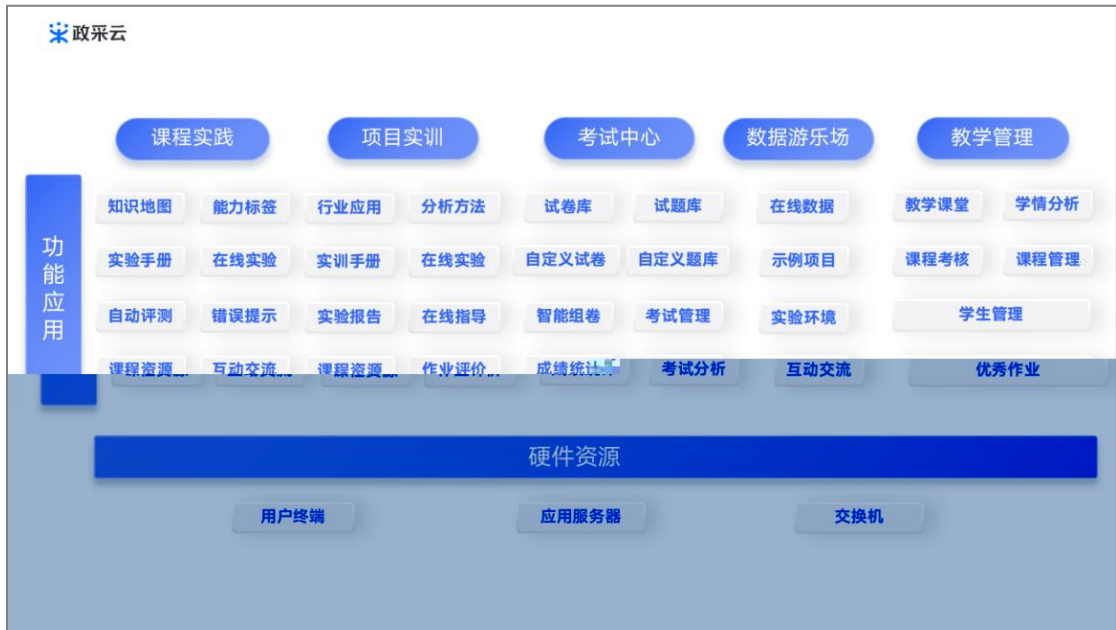 政采云
课程实践 项目实训 考试中心 数据游乐场 教学管理
功能应用
知识地图 能力标签 行业应用 分析方法 试卷库 试题库 在线数据 教学课堂 学情分析
实验手册 在线实验 实训手册 在线实验 自定义试卷 自定义题库 示例项目 课程考核 课程管理
自动评测 错误提示 实验报告 在线指导 智能组卷 考试管理 实验环境 学生管理
课程资源 互动交流 课程资源 作业评价 成绩统计 考试分析 互动交流 优秀作业
硬件资源
用户终端 应用服务器 交换机